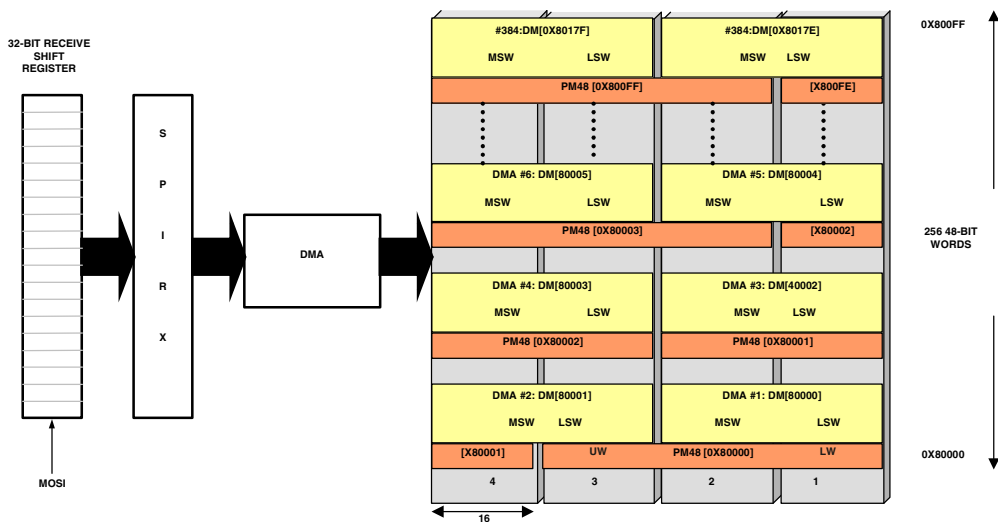 32-BIT RECEIVE
SHIFT
REGISTER
MOSI
S
P
I
R
X
DMA
#384:DM[0X8017F]
MSW LSW
#384:DM[0X8017E]
MSW LSW
PM48 [0X800FF]
[X800FE]
DMA #6: DM[80005]
MSW LSW
DMA #5: DM[80004]
MSW LSW
PM48 [0X80003]
[X80002]
DMA #4: DM[80003]
MSW LSW
DMA #3: DM[40002]
MSW LSW
PM48 [0X80002]
PM48 [0X80001]
DMA #2: DM[80001]
MSW LSW
DMA #1: DM[80000]
MSW LSW
[X80001]
UW PM48 [0X80000] LW
4 3 2 1
16
0X800FF
256 48-BIT
WORDS
0X80000